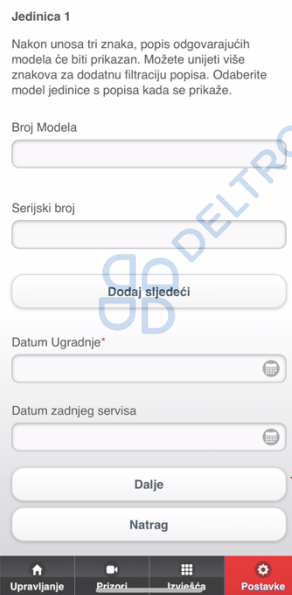 Jedinica 1
Nakon unosa tri znaka, popis odgovarajućih
modela će biti prikazan. Možete unijeti više
znakova za dodatnu filtraciju popisa. Odaberite
model jedinice s popisa kada se prikaže.
Broj Modela
Serijski broj
DELTRO
Dodaj sljedeći
Datum Ugradnje*
Datum zadnjeg servisa
Dalje
Natrag
Upravljanje Prizori Izvješća Postavke